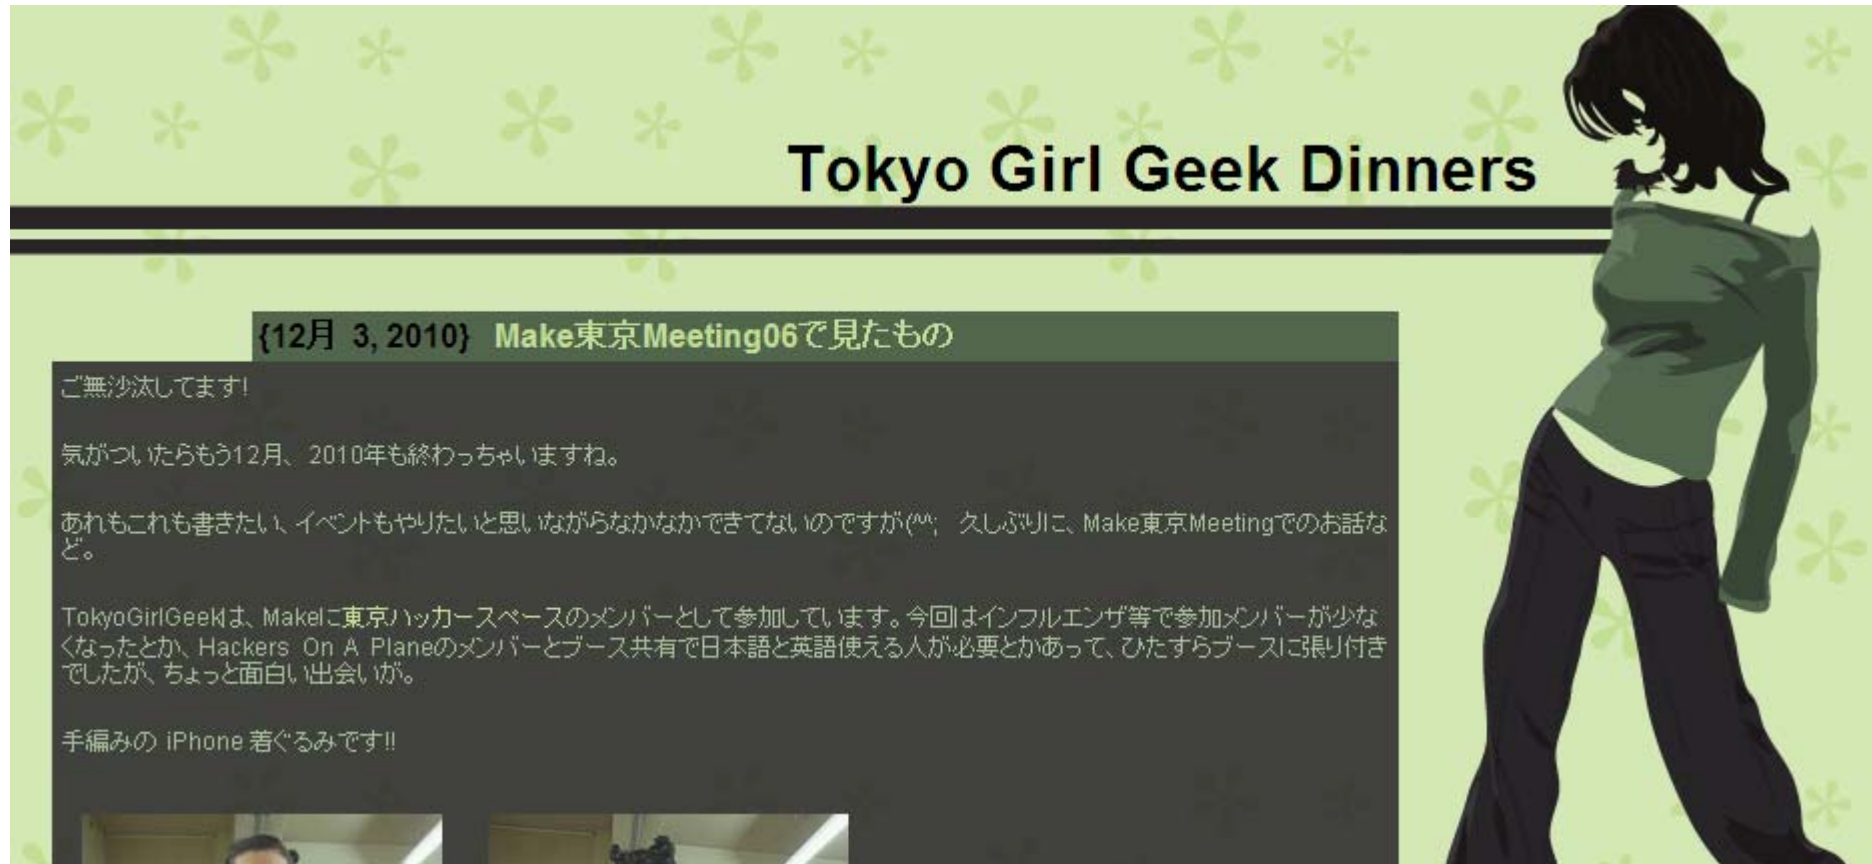 Tokyo Girl Geek Dinners
{12月 3, 2010} Make東京Meeting06で見たもの
ご無沙汰してます!
気がついたらもう12月、2010年も終わっちゃいますね。
あれもこれも書きたい、イベントもやりたいと思いながらなかなかできてないのですが(^^; 久しぶりに、Make東京Meetingでのお話な
ど。
TokyoGirlGeekは、Makeに東京ハッカースペースのメンバーとして参加しています。今回はインフルエンザ等で参加メンバーが少な
くなったとか、Hackers On A Planeのメンバーとブース共有で日本語と英語使える人が必要とかあって、ひたすらブースに張り付き
でしたが、ちょっと面白い出会いが。
手編みの iPhone 着ぐるみです!!